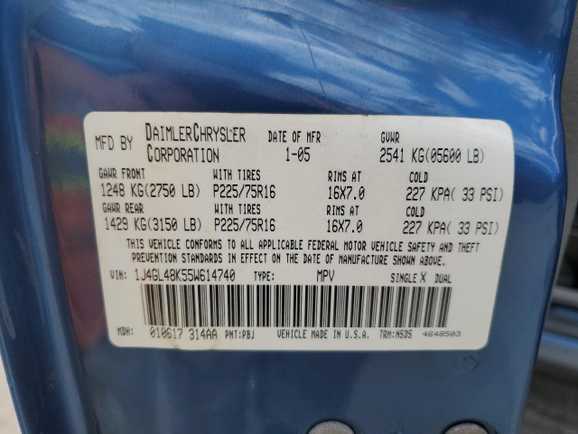 MFD BY DAIMLERCHRYSLER CORPORATION DATE OF MFR 1-05 GVWR 2541 KG(05600 LB)
GAWR FRONT WITH TIRES RIMS AT COLD
1248 KG(2750 LB) P225/75R16 16X7.0 227 KPA( 33 PSI)
GAWR REAR WITH TIRES RIMS AT COLD
1429 KG(3150 LB) P225/75R16 16X7.0 227 KPA( 33 PSI)
THIS VEHICLE CONFORMS TO ALL APPLICABLE FEDERAL MOTOR VEHICLE SAFETY AND THEFT
PREVENTION STANDARDS IN EFFECT ON THE DATE OF MANUFACTURE SHOWN ABOVE.
VIN: 1J4GL48K55W614740 TYPE: MPV SINGLE X DUAL
MDH: 010617 314AA PNT:PBJ VEHICLE MADE IN U.S.A. TRM:N5D5 4648503